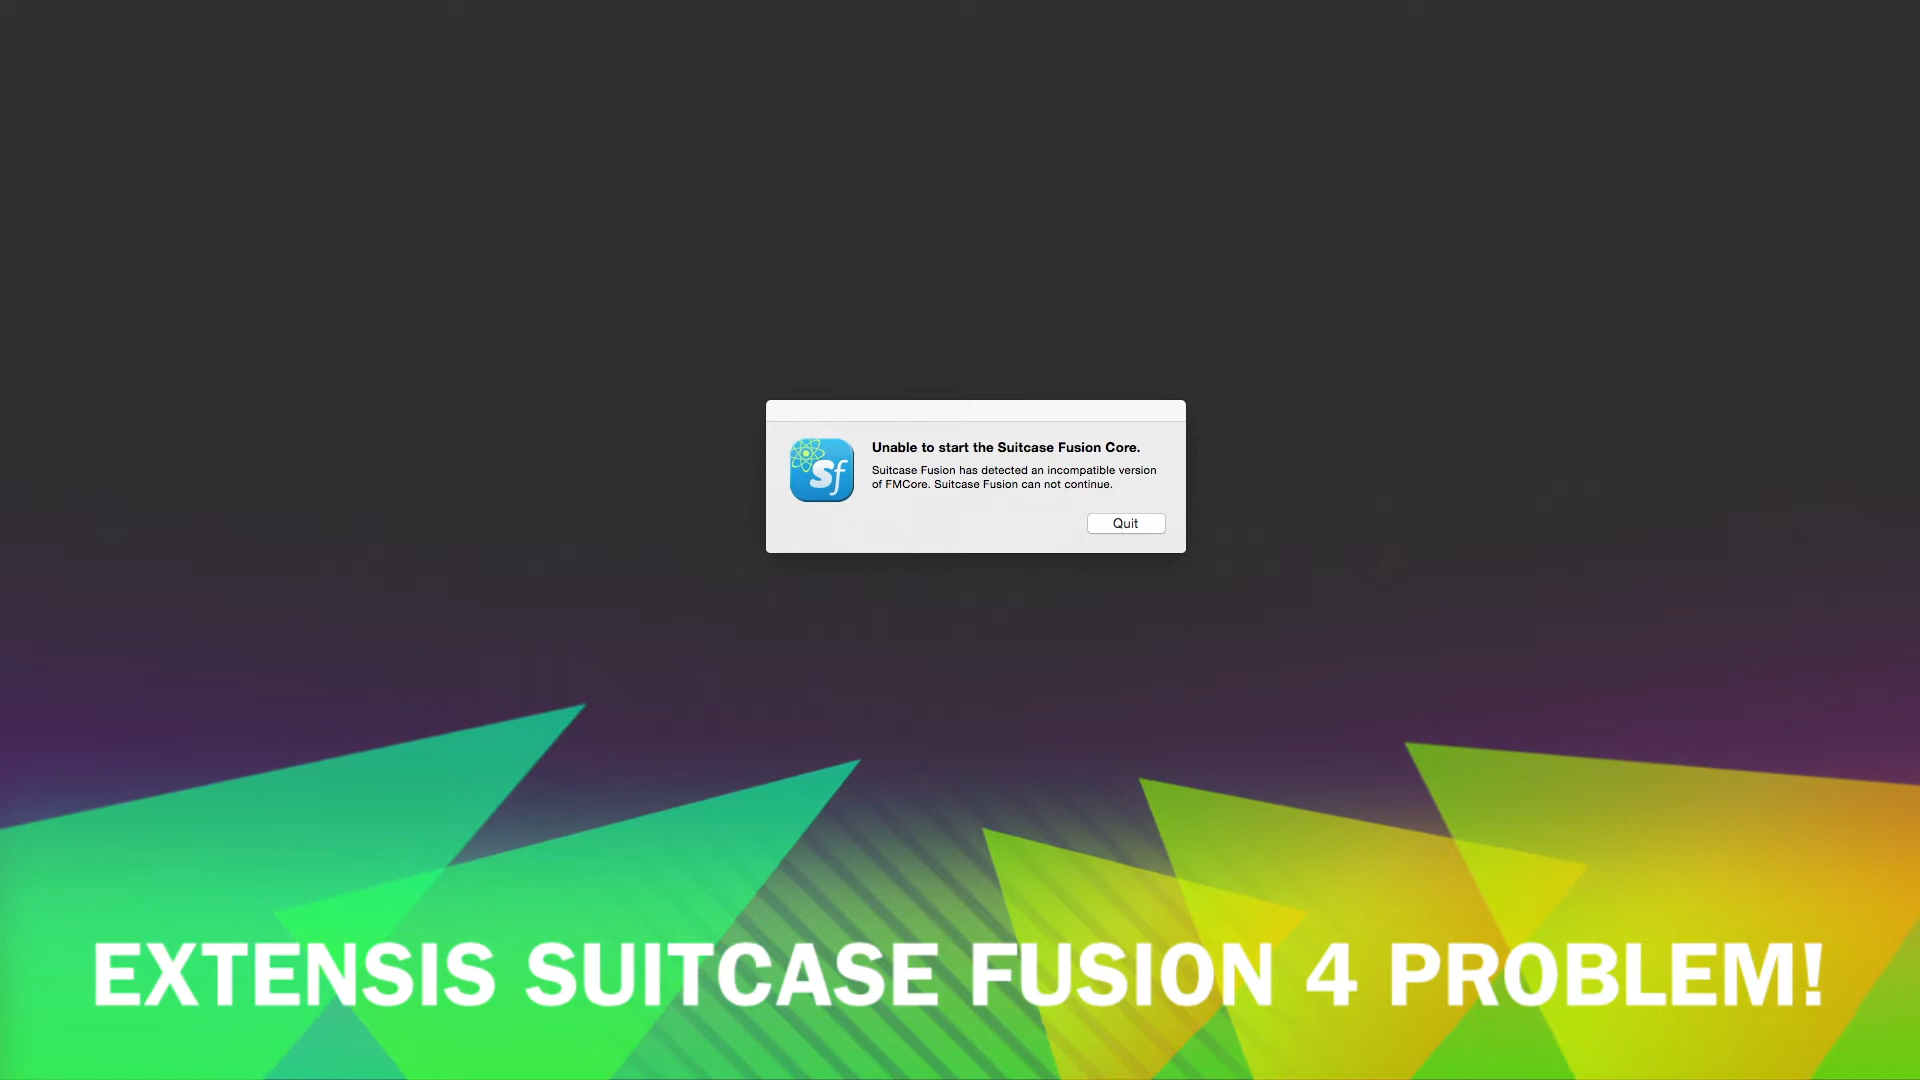 Unable to start the Suitcase Fusion Core.
Suitcase Fusion has detected an incompatible version
of FMCore. Suitcase Fusion can not continue.
Sf
Quit
EXTENSIS SUITCASE FUSION 4 PROBLEM!